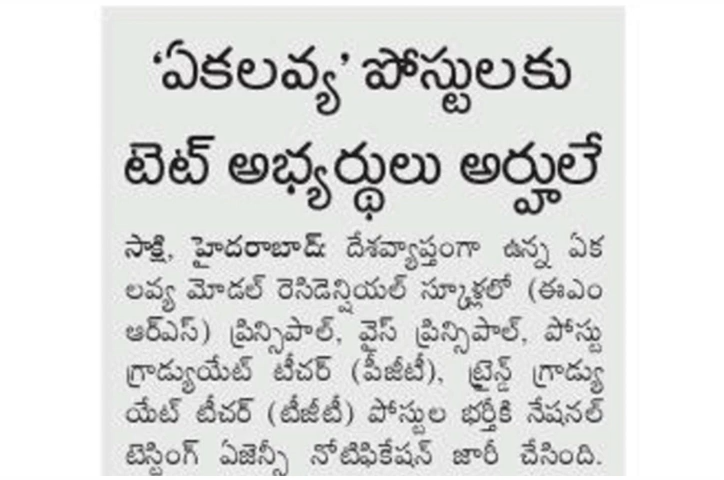 ‘ఏకలవ్య’ పోస్టులకు
టెట్ అభ్యర్థులు అర్హులే
సాక్షి, హైదరాబాద్: దేశవ్యాప్తంగా ఉన్న ఏక
లవ్య మోడల్ రెసిడెన్షియల్ స్కూళ్లలో (ఈఎం
ఆర్ఎస్) ప్రిన్సిపాల్, వైస్ ప్రిన్సిపాల్, పోస్టు
గ్రాడ్యుయేట్ టీచర్ (పీజీటీ), ట్రైన్డ్ గ్రాడ్యు
యేట్ టీచర్ (టీజీటీ) పోస్టుల భర్తీకి నేషనల్
టెస్టింగ్ ఏజెన్సీ నోటిఫికేషన్ జారీ చేసింది.